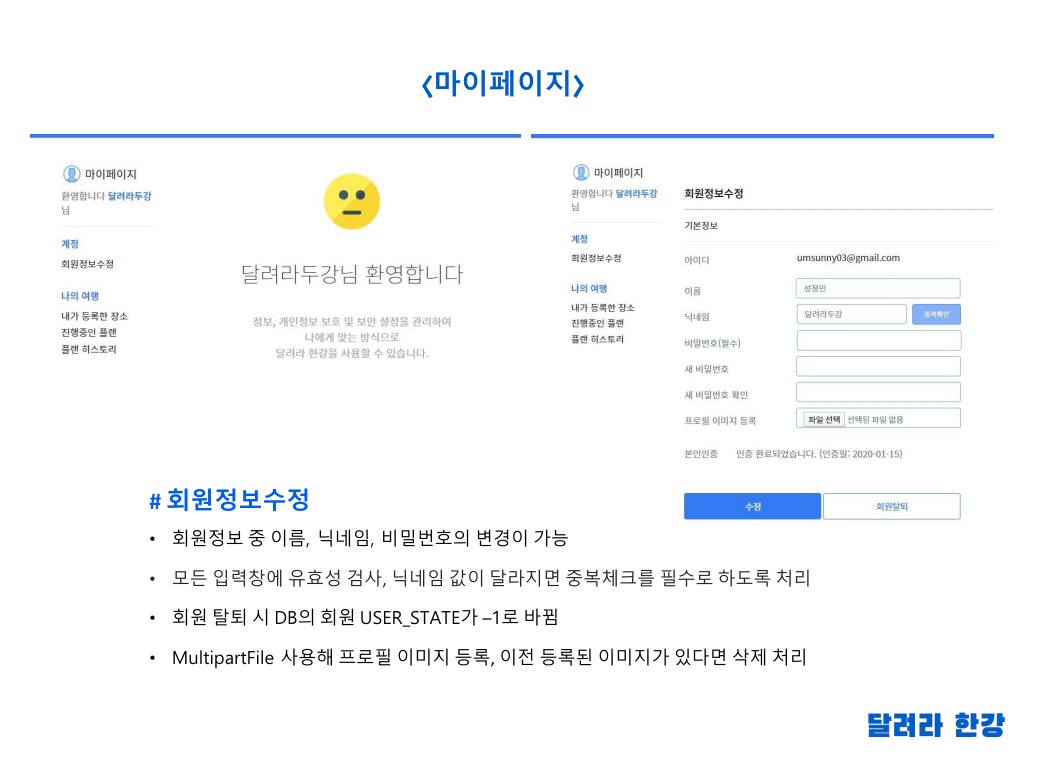 <마이페이지>
마이페이지
환영합니다 달려라두강
님
계정
회원정보수정
나의 여행
내가 등록한 장소
진행중인 플랜
플랜 히스토리
달려라두강님 환영합니다
정보, 개인정보 보호 및 보안 설정을 관리하여
나에게 맞는 방식으로
달려라 한강을 사용할 수 있습니다.
마이페이지
환영합니다 달려라두강
님
계정
회원정보수정
나의 여행
내가 등록한 장소
진행중인 플랜
플랜 히스토리
회원정보수정
기본정보
아이디 umsunny03@gmail.com
이름 성정민
닉네임 달려라두강 중복확인
비밀번호(필수)
새 비밀번호
새 비밀번호 확인
프로필 이미지 등록 파일 선택 선택된 파일 없음
본인인증 인증 완료되었습니다. (인증일: 2020-01-15)
수정 회원탈퇴
# 회원정보수정
• 회원정보 중 이름, 닉네임, 비밀번호의 변경이 가능
• 모든 입력창에 유효성 검사, 닉네임 값이 달라지면 중복체크를 필수로 하도록 처리
• 회원 탈퇴 시 DB의 회원 USER_STATE가 –1로 바뀜
• MultipartFile 사용해 프로필 이미지 등록, 이전 등록된 이미지가 있다면 삭제 처리
달려라 한강